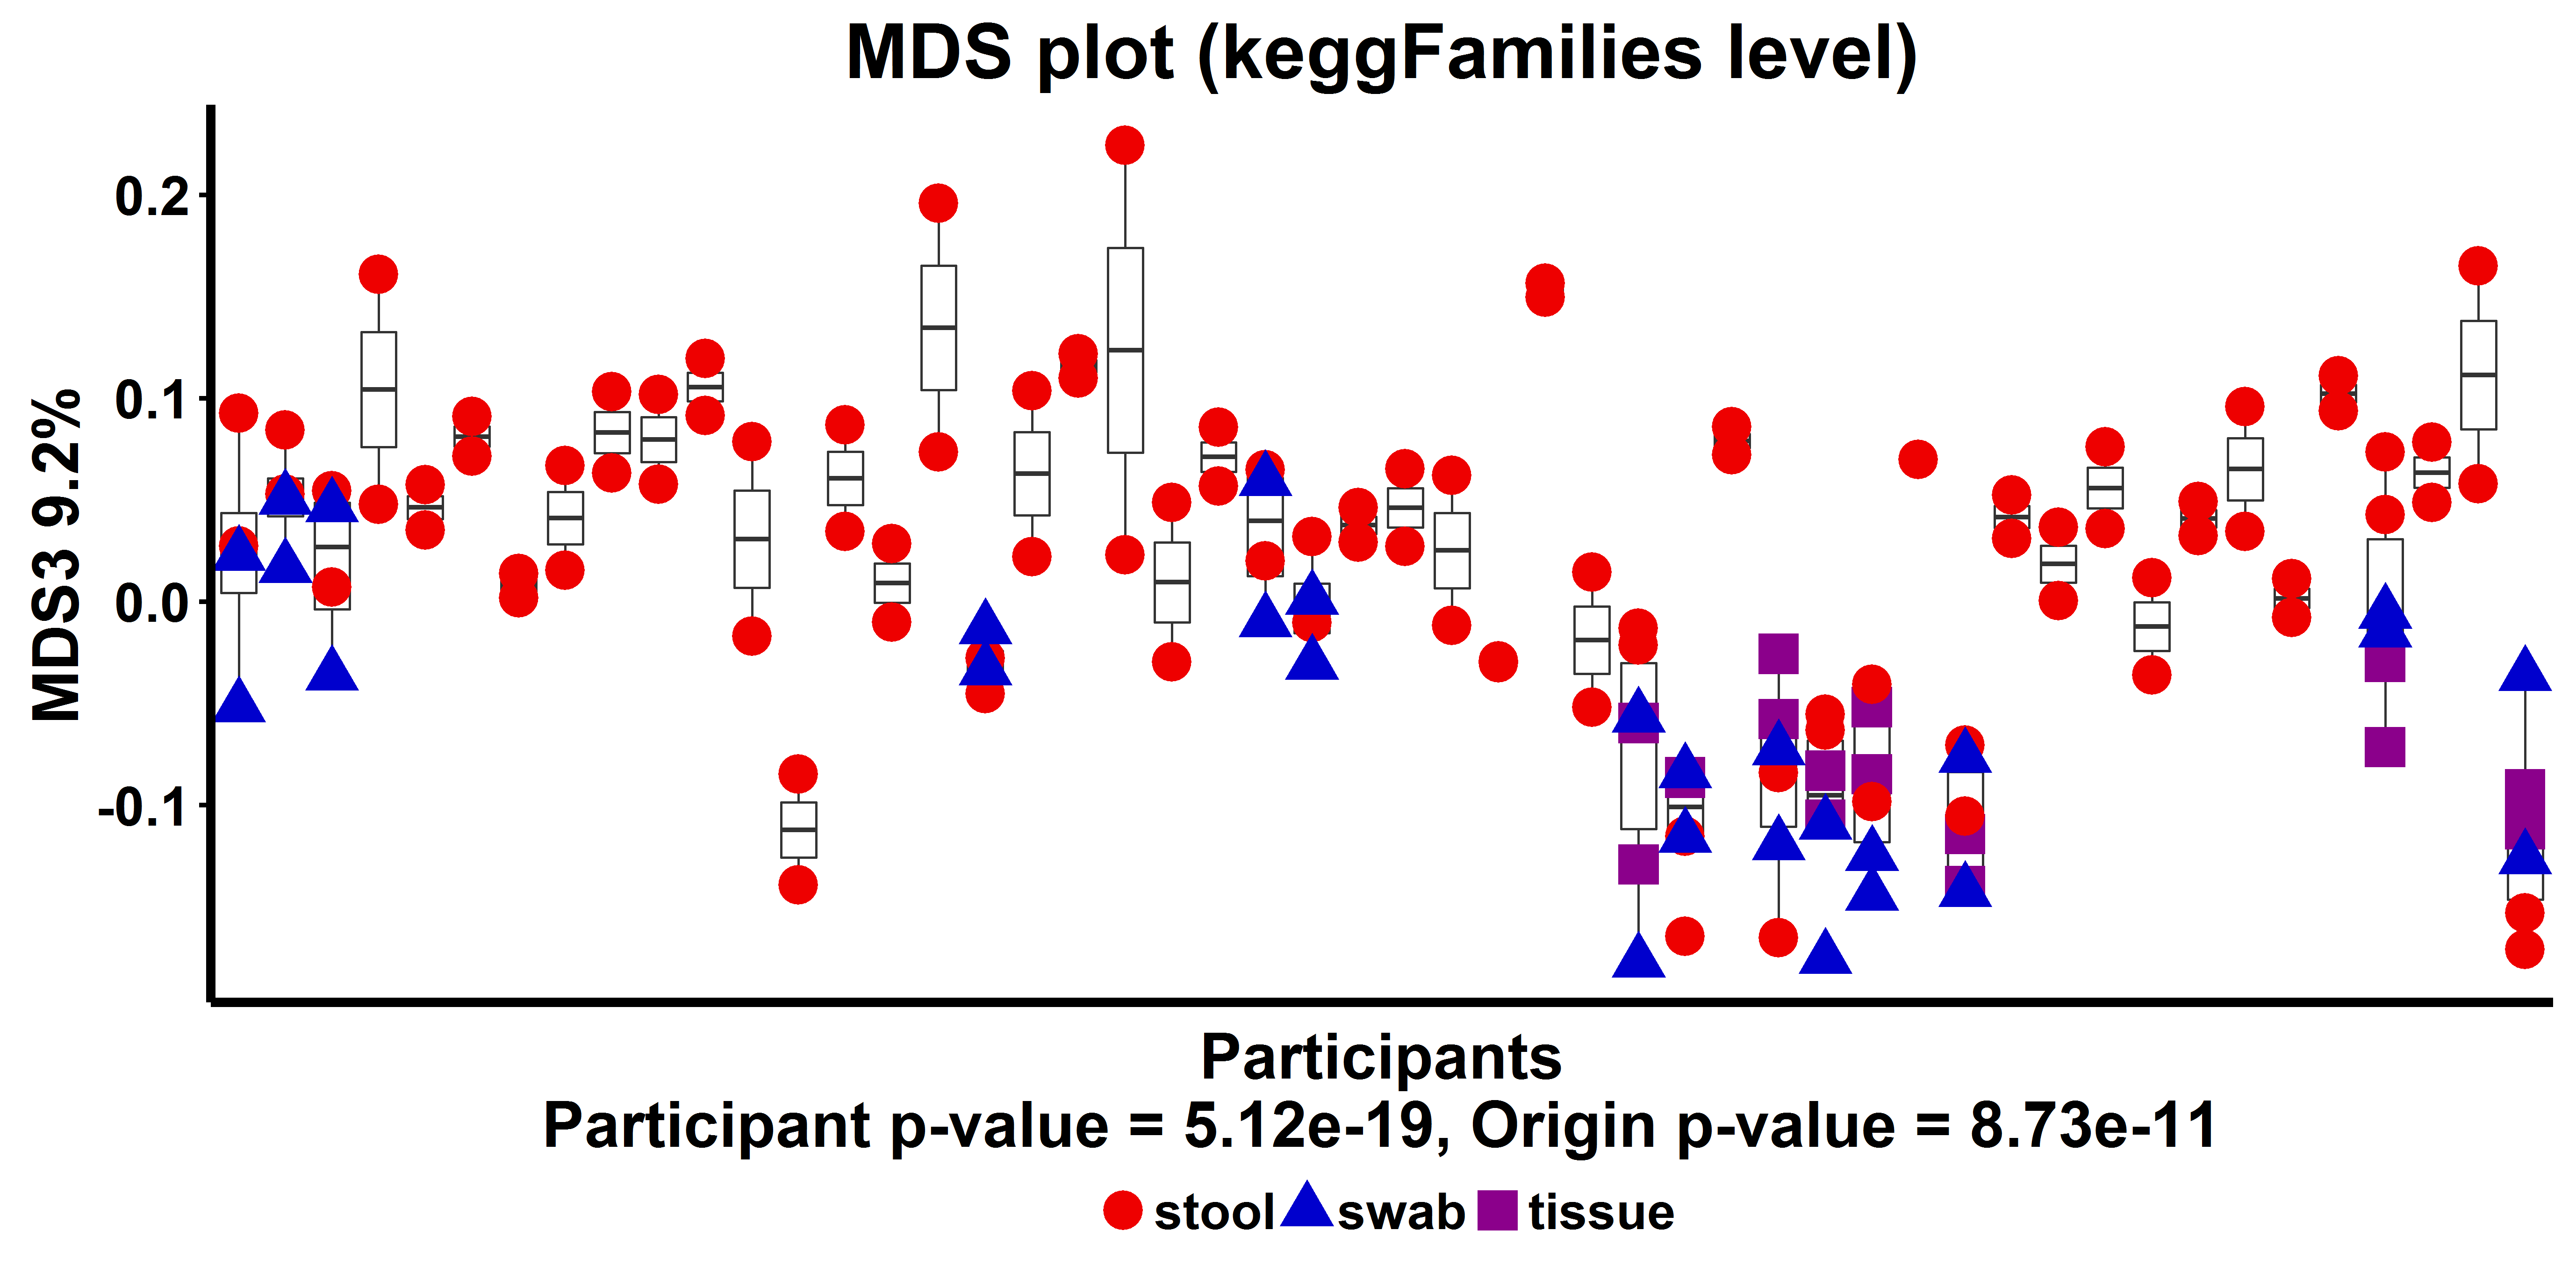 MDS plot (keggFamilies level)
MDS3 9.2%
0.2
0.1
0.0
-0.1
Participants
Participant p-value = 5.12e-19, Origin p-value = 8.73e-11
stool swab tissue